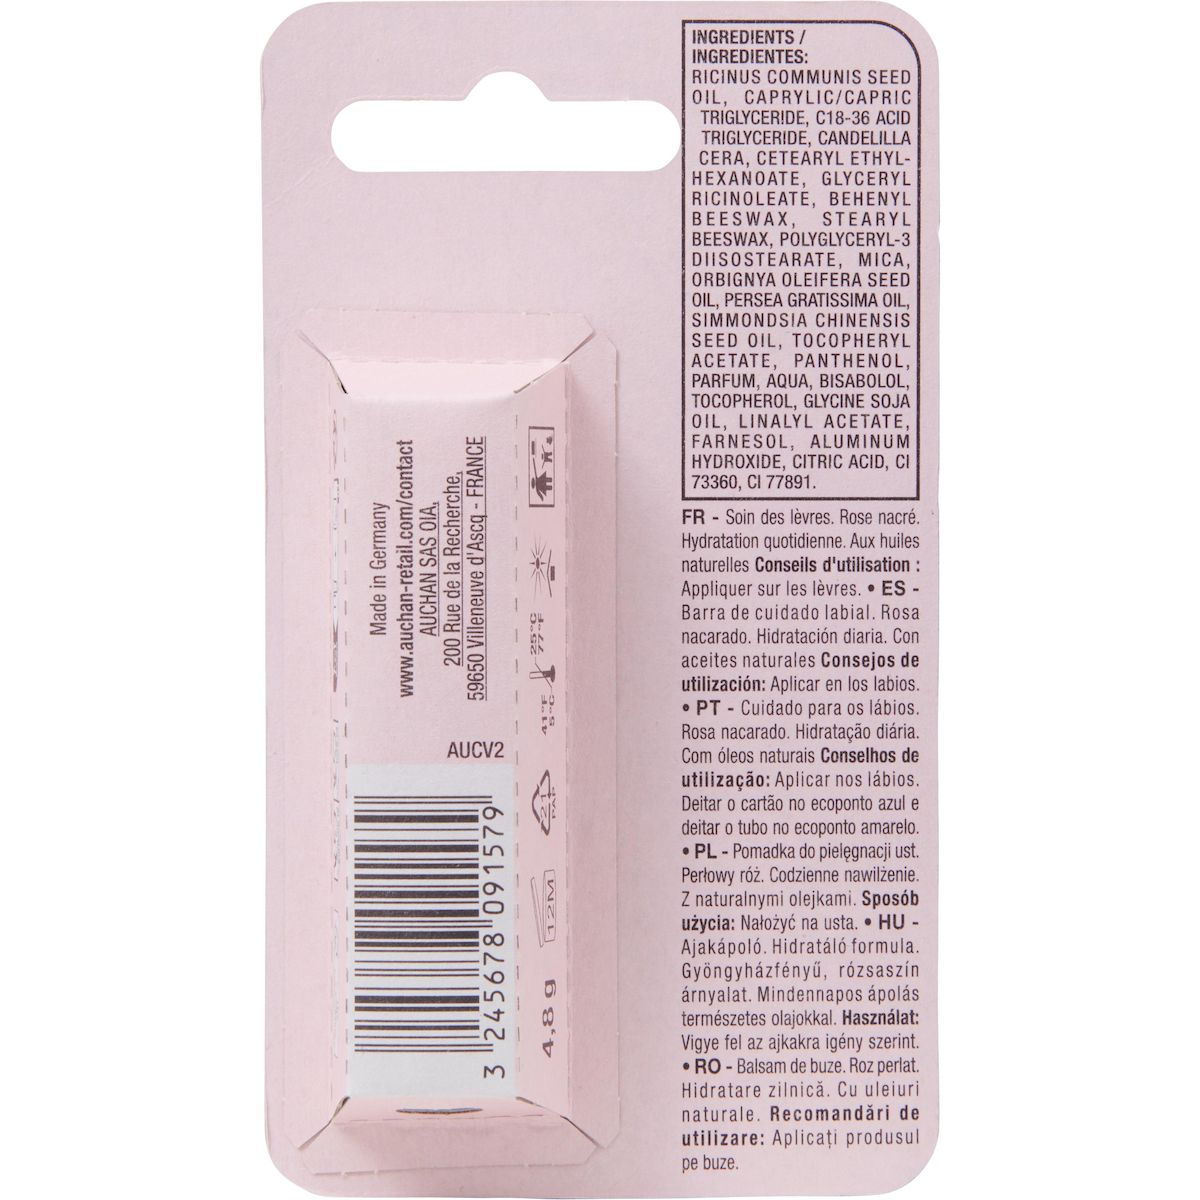 INGREDIENTS /
INGREDIENTES:
RICINUS COMMUNIS SEED
OIL, CAPRYLIC/CAPRIC
TRIGLYCERIDE, C18-36 ACID
TRIGLYCERIDE, CANDELILLA
CERA, CETEARYL ETHYL-
HEXANOATE, GLYCERYL
RICINOLEATE, BEHENYL
BEESWAX, STEARYL
BEESWAX, POLYGLYCERYL-3
DIISOSTEARATE, MICA,
ORBIGNYA OLEIFERA SEED
OIL, PERSEA GRATISSIMA OIL,
SIMMONDSIA CHINENSIS
SEED OIL, TOCOPHERYL
ACETATE, PANTHENOL,
PARFUM, AQUA, BISABOLOL,
TOCOPHEROL, GLYCINE SOJA
OIL, LINALYL ACETATE,
FARNESOL, ALUMINUM
HYDROXIDE, CITRIC ACID, CI
73360, CI 77891.
FR - Soin des lèvres. Rose nacré.
Hydratation quotidienne. Aux huiles
naturelles Conseils d'utilisation :
Appliquer sur les lèvres. • ES -
Barra de cuidado labial. Rosa
nacarado. Hidratación diaria. Con
aceites naturales Consejos de
utilización: Aplicar en los labios.
• PT - Cuidado para os lábios.
Rosa nacarado. Hidratação diária.
Com óleos naturais Conselhos de
utilização: Aplicar nos lábios.
Deitar o cartão no ecoponto azul e
deitar o tubo no ecoponto amarelo.
• PL - Pomadka do pielęgnacji ust.
Perłowy róż. Codzienne nawilżenie.
Z naturalnymi olejkami. Sposób
użycia: Nałożyć na usta. • HU -
Ajakápoló. Hidratáló formula.
Gyöngyházfényű, rózsaszín
árnyalat. Mindennapos ápolás
természetes olajokkal. Használat:
Vigye fel az ajkakra igény szerint.
• RO - Balsam de buze. Roz perlat.
Hidratare zilnică. Cu uleiuri
naturale. Recomandări de
utilizare: Aplicați produsul
pe buze.
Made in Germany
www.auchan-retail.com/contact
AUCHAN SAS OIA,
200 Rue de la Recherche,
59650 Villeneuve d'Ascq - FRANCE
AUCV2
3 245678 091579
41°F
5°C
25°C
77°F
21
PAP
12M
4,8 g